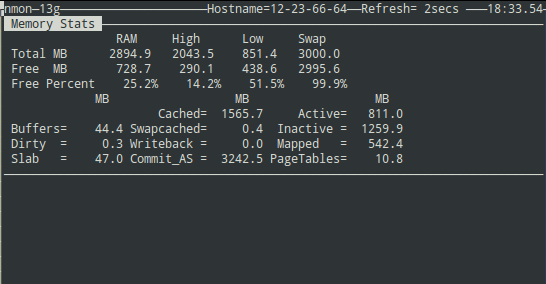 nmon—13g Hostname=12-23-66-64 Refresh= 2secs 18:33.54
Memory Stats
RAM High Low Swap
Total MB 2894.9 2043.5 851.4 3000.0
Free MB 728.7 290.1 438.6 2995.6
Free Percent 25.2% 14.2% 51.5% 99.9%
MB MB MB
Cached= 1565.7 Active= 811.0
Buffers= 44.4 Swapcached= 0.4 Inactive = 1259.9
Dirty = 0.3 Writeback = 0.0 Mapped = 542.4
Slab = 47.0 Commit_AS = 3242.5 PageTables= 10.8